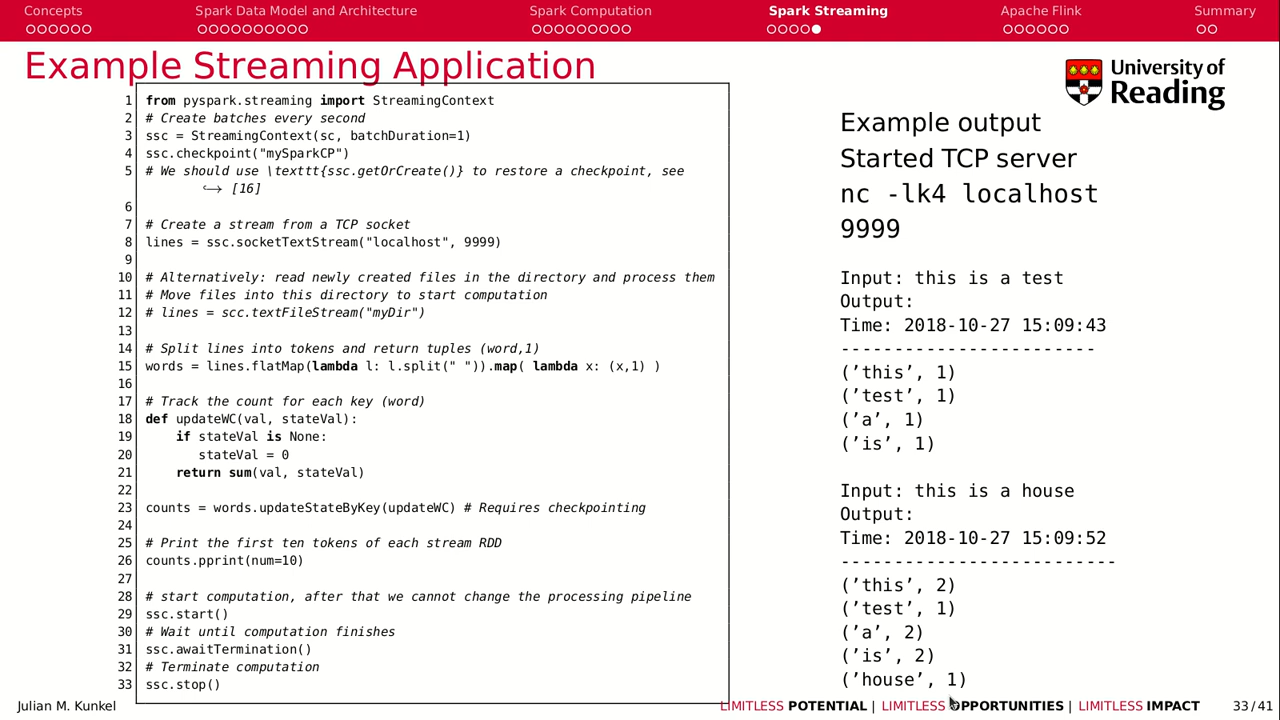 Concepts Spark Data Model and Architecture Spark Computation Spark Streaming Apache Flink Summary
Example Streaming Application
University of
Reading
1 from pyspark.streaming import StreamingContext
2 # Create batches every second
3 ssc = StreamingContext(sc, batchDuration=1)
4 ssc.checkpoint("mySparkCP")
5 # We should use \texttt{ssc.getOrCreate()} to restore a checkpoint, see
↪ [16]
6
7 # Create a stream from a TCP socket
8 lines = ssc.socketTextStream("localhost", 9999)
9
10 # Alternatively: read newly created files in the directory and process them
11 # Move files into this directory to start computation
12 # lines = scc.textFileStream("myDir")
13
14 # Split lines into tokens and return tuples (word,1)
15 words = lines.flatMap(lambda l: l.split(" ")).map( lambda x: (x,1) )
16
17 # Track the count for each key (word)
18 def updateWC(val, stateVal):
19     if stateVal is None:
20        stateVal = 0
21     return sum(val, stateVal)
22
23 counts = words.updateStateByKey(updateWC) # Requires checkpointing
24
25 # Print the first ten tokens of each stream RDD
26 counts.pprint(num=10)
27
28 # start computation, after that we cannot change the processing pipeline
29 ssc.start()
30 # Wait until computation finishes
31 ssc.awaitTermination()
32 # Terminate computation
33 ssc.stop()
Example output
Started TCP server
nc -lk4 localhost
9999
Input: this is a test
Output:
Time: 2018-10-27 15:09:43
------------------------
(’this’, 1)
(’test’, 1)
(’a’, 1)
(’is’, 1)
Input: this is a house
Output:
Time: 2018-10-27 15:09:52
--------------------------
(’this’, 2)
(’test’, 1)
(’a’, 2)
(’is’, 2)
(’house’, 1)
Julian M. Kunkel LIMITLESS POTENTIAL | LIMITLESS OPPORTUNITIES | LIMITLESS IMPACT 33/41